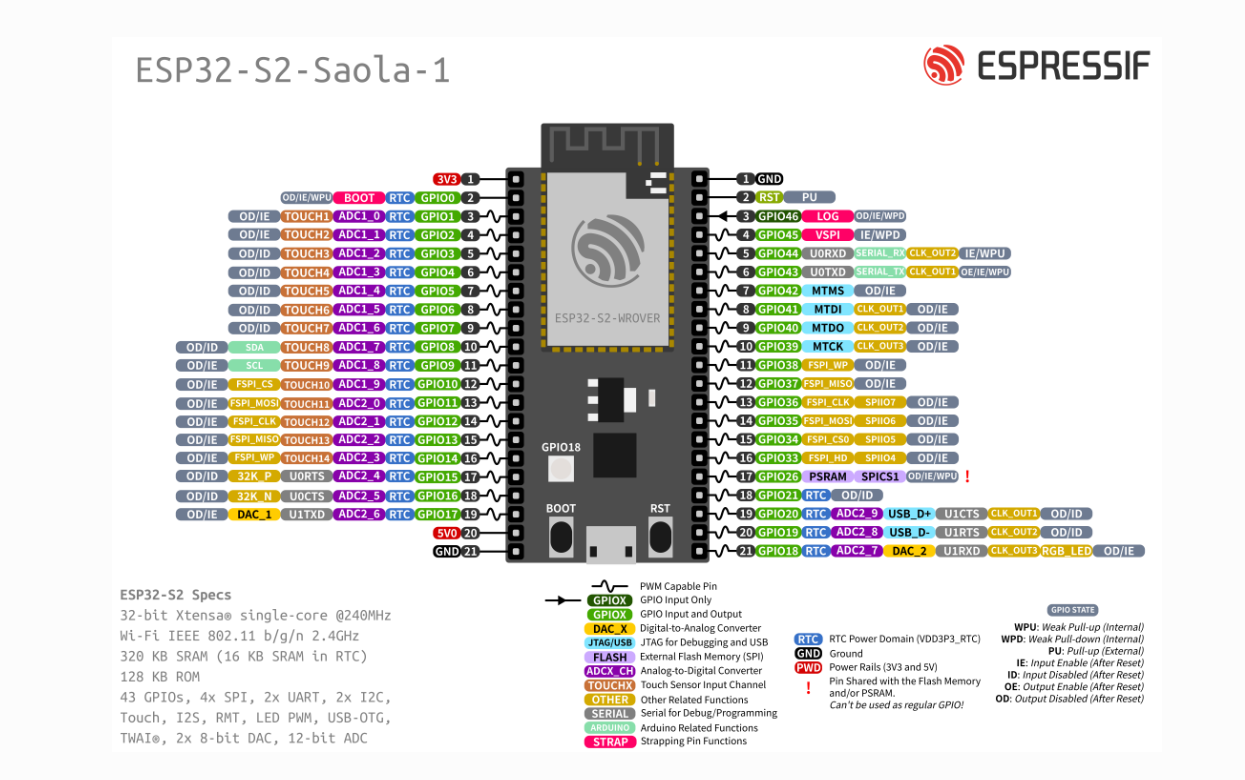 ESP32-S2-Saola-1
ESPRESSIF
3V3 1
OD/IE/WPU BOOT RTC GPIO0 2
OD/IE TOUCH1 ADC1_0 RTC GPIO1 3
OD/IE TOUCH2 ADC1_1 RTC GPIO2 4
OD/ID TOUCH3 ADC1_2 RTC GPIO3 5
OD/ID TOUCH4 ADC1_3 RTC GPIO4 6
OD/ID TOUCH5 ADC1_4 RTC GPIO5 7
OD/ID TOUCH6 ADC1_5 RTC GPIO6 8
OD/ID TOUCH7 ADC1_6 RTC GPIO7 9
OD/ID SDA TOUCH8 ADC1_7 RTC GPIO8 10
OD/IE SCL TOUCH9 ADC1_8 RTC GPIO9 11
OD/IE FSPI_CS TOUCH10 ADC1_9 RTC GPIO10 12
OD/IE FSPI_MOSI TOUCH11 ADC2_0 RTC GPIO11 13
OD/IE FSPI_CLK TOUCH12 ADC2_1 RTC GPIO12 14
OD/IE FSPI_MISO TOUCH13 ADC2_2 RTC GPIO13 15
OD/IE FSPI_WP TOUCH14 ADC2_3 RTC GPIO14 16
OD/ID 32K_P U0RTS ADC2_4 RTC GPIO15 17
OD/ID 32K_N U0CTS ADC2_5 RTC GPIO16 18
OD/IE DAC_1 U1TXD ADC2_6 RTC GPIO17 19
5V0 20
GND 21
ESP32-S2-WROVER
GPIO18
BOOT
RST
1 GND
2 RST PU
3 GPIO46 LOG OD/IE/WPD
4 GPIO45 VSPI IE/WPD
5 GPIO44 U0RXD SERIAL_RX CLK_OUT2 IE/WPU
6 GPIO43 U0TXD SERIAL_TX CLK_OUT1 OE/IE/WPU
7 GPIO42 MTMS OD/IE
8 GPIO41 MTDI CLK_OUT1 OD/IE
9 GPIO40 MTDO CLK_OUT2 OD/IE
10 GPIO39 MTCK CLK_OUT3 OD/IE
11 GPIO38 FSPI_WP OD/IE
12 GPIO37 FSPI_MISO OD/IE
13 GPIO36 FSPI_CLK SPIIO7 OD/IE
14 GPIO35 FSPI_MOSI SPIIO6 OD/IE
15 GPIO34 FSPI_CS0 SPIIO5 OD/IE
16 GPIO33 FSPI_HD SPIIO4 OD/IE
17 GPIO26 PSRAM SPICS1 OD/IE/WPU !
18 GPIO21 RTC OD/ID
19 GPIO20 RTC ADC2_9 USB_D+ U1CTS CLK_OUT1 OD/ID
20 GPIO19 RTC ADC2_8 USB_D- U1RTS CLK_OUT2 OD/ID
21 GPIO18 RTC ADC2_7 DAC_2 U1RXD CLK_OUT3 RGB_LED OD/IE
ESP32-S2 Specs
32-bit Xtensa® single-core @240MHz
Wi-Fi IEEE 802.11 b/g/n 2.4GHz
320 KB SRAM (16 KB SRAM in RTC)
128 KB ROM
43 GPIOs, 4x SPI, 2x UART, 2x I2C,
Touch, I2S, RMT, LED PWM, USB-OTG,
TWAI®, 2x 8-bit DAC, 12-bit ADC
PWM Capable Pin
GPIOX GPIO Input Only
GPIOX GPIO Input and Output
DAC_X Digital-to-Analog Converter
JTAG/USB JTAG for Debugging and USB
FLASH External Flash Memory (SPI)
ADCX_CH Analog-to-Digital Converter
TOUCHX Touch Sensor Input Channel
OTHER Other Related Functions
SERIAL Serial for Debug/Programming
ARDUINO Arduino Related Functions
STRAP Strapping Pin Functions
RTC RTC Power Domain (VDD3P3_RTC)
GND Ground
PWD Power Rails (3V3 and 5V)
! Pin Shared with the Flash Memory
and/or PSRAM.
Can't be used as regular GPIO!
GPIO STATE
WPU: Weak Pull-up (Internal)
WPD: Weak Pull-down (Internal)
PU: Pull-up (External)
IE: Input Enable (After Reset)
ID: Input Disabled (After Reset)
OE: Output Enable (After Reset)
OD: Output Disabled (After Reset)